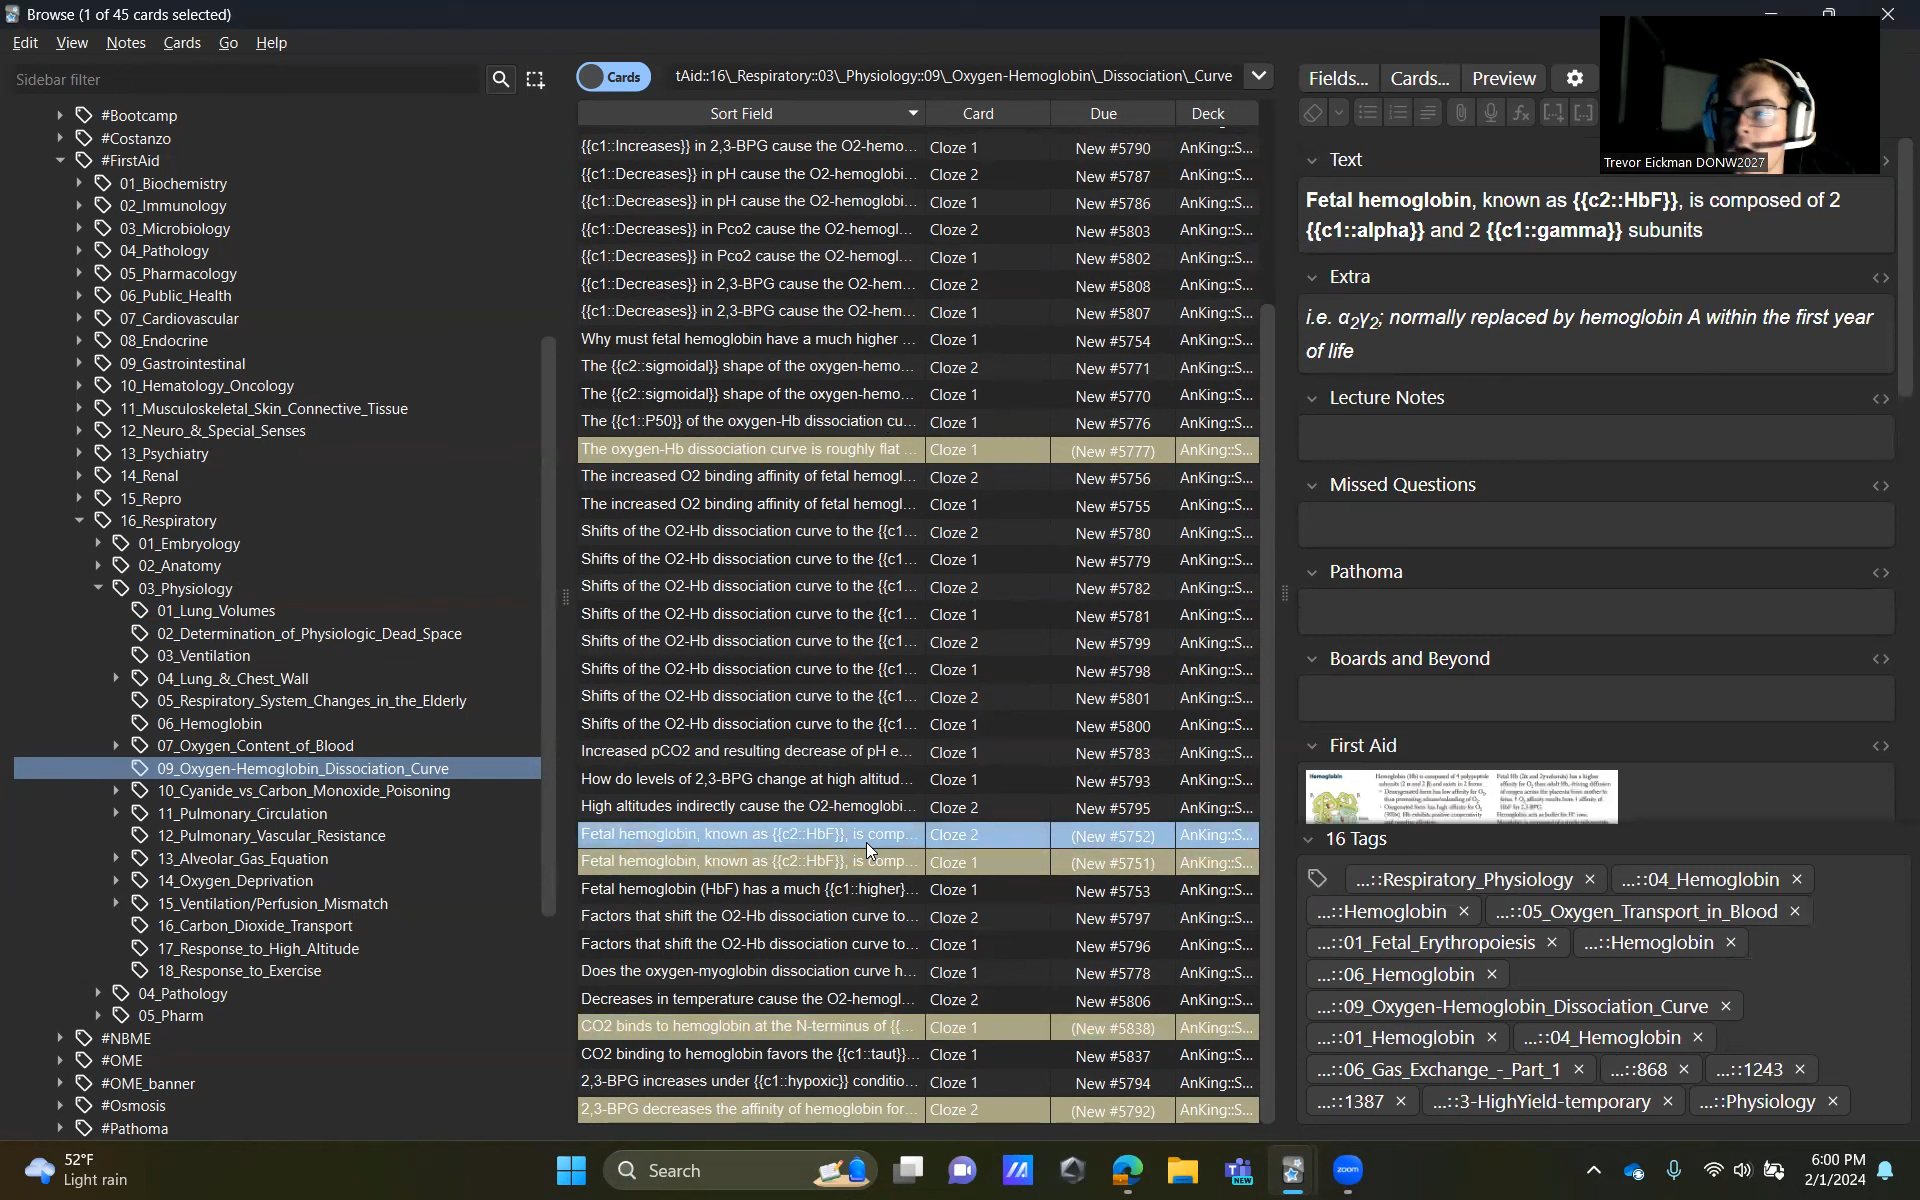 Browse (1 of 45 cards selected)
Edit View Notes Cards Go Help
Sidebar filter
#Bootcamp
#Costanzo
#FirstAid
01_Biochemistry
02_Immunology
03_Microbiology
04_Pathology
05_Pharmacology
06_Public_Health
07_Cardiovascular
08_Endocrine
09_Gastrointestinal
10_Hematology_Oncology
11_Musculoskeletal_Skin_Connective_Tissue
12_Neuro_&_Special_Senses
13_Psychiatry
14_Renal
15_Repro
16_Respiratory
01_Embryology
02_Anatomy
03_Physiology
01_Lung_Volumes
02_Determination_of_Physiologic_Dead_Space
03_Ventilation
04_Lung_&_Chest_Wall
05_Respiratory_System_Changes_in_the_Elderly
06_Hemoglobin
07_Oxygen_Content_of_Blood
09_Oxygen-Hemoglobin_Dissociation_Curve
10_Cyanide_vs_Carbon_Monoxide_Poisoning
11_Pulmonary_Circulation
12_Pulmonary_Vascular_Resistance
13_Alveolar_Gas_Equation
14_Oxygen_Deprivation
15_Ventilation/Perfusion_Mismatch
16_Carbon_Dioxide_Transport
17_Response_to_High_Altitude
18_Response_to_Exercise
04_Pathology
05_Pharm
#NBME
#OME
#OME_banner
#Osmosis
#Pathoma
Cards tAid::16\_Respiratory::03\_Physiology::09\_Oxygen-Hemoglobin\_Dissociation\_Curve
Sort Field Card Due Deck
{{c1::Increases}} in 2,3-BPG cause the O2-hemo... Cloze 1 New #5790 AnKing::S...
{{c1::Decreases}} in pH cause the O2-hemoglobi... Cloze 2 New #5787 AnKing::S...
{{c1::Decreases}} in pH cause the O2-hemoglobi... Cloze 1 New #5786 AnKing::S...
{{c1::Decreases}} in Pco2 cause the O2-hemogl... Cloze 2 New #5803 AnKing::S...
{{c1::Decreases}} in Pco2 cause the O2-hemogl... Cloze 1 New #5802 AnKing::S...
{{c1::Decreases}} in 2,3-BPG cause the O2-hem... Cloze 2 New #5808 AnKing::S...
{{c1::Decreases}} in 2,3-BPG cause the O2-hem... Cloze 1 New #5807 AnKing::S...
Why must fetal hemoglobin have a much higher ... Cloze 1 New #5754 AnKing::S...
The {{c2::sigmoidal}} shape of the oxygen-hemo... Cloze 2 New #5771 AnKing::S...
The {{c2::sigmoidal}} shape of the oxygen-hemo... Cloze 1 New #5770 AnKing::S...
The {{c1::P50}} of the oxygen-Hb dissociation cu... Cloze 1 New #5776 AnKing::S...
The oxygen-Hb dissociation curve is roughly flat ... Cloze 1 (New #5777) AnKing::S...
The increased O2 binding affinity of fetal hemogl... Cloze 2 New #5756 AnKing::S...
The increased O2 binding affinity of fetal hemogl... Cloze 1 New #5755 AnKing::S...
Shifts of the O2-Hb dissociation curve to the {{c1... Cloze 2 New #5780 AnKing::S...
Shifts of the O2-Hb dissociation curve to the {{c1... Cloze 1 New #5779 AnKing::S...
Shifts of the O2-Hb dissociation curve to the {{c1... Cloze 2 New #5782 AnKing::S...
Shifts of the O2-Hb dissociation curve to the {{c1... Cloze 1 New #5781 AnKing::S...
Shifts of the O2-Hb dissociation curve to the {{c1... Cloze 2 New #5799 AnKing::S...
Shifts of the O2-Hb dissociation curve to the {{c1... Cloze 1 New #5798 AnKing::S...
Shifts of the O2-Hb dissociation curve to the {{c1... Cloze 2 New #5801 AnKing::S...
Shifts of the O2-Hb dissociation curve to the {{c1... Cloze 1 New #5800 AnKing::S...
Increased pCO2 and resulting decrease of pH e... Cloze 1 New #5783 AnKing::S...
How do levels of 2,3-BPG change at high altitud... Cloze 1 New #5793 AnKing::S...
High altitudes indirectly cause the O2-hemoglobi... Cloze 2 New #5795 AnKing::S...
Fetal hemoglobin, known as {{c2::HbF}}, is comp... Cloze 2 (New #5752) AnKing::S...
Fetal hemoglobin, known as {{c2::HbF}}, is comp... Cloze 1 (New #5751) AnKing::S...
Fetal hemoglobin (HbF) has a much {{c1::higher}... Cloze 1 New #5753 AnKing::S...
Factors that shift the O2-Hb dissociation curve to... Cloze 2 New #5797 AnKing::S...
Factors that shift the O2-Hb dissociation curve to... Cloze 1 New #5796 AnKing::S...
Does the oxygen-myoglobin dissociation curve h... Cloze 1 New #5778 AnKing::S...
Decreases in temperature cause the O2-hemogl... Cloze 2 New #5806 AnKing::S...
CO2 binds to hemoglobin at the N-terminus of {{... Cloze 1 (New #5838) AnKing::S...
CO2 binding to hemoglobin favors the {{c1::taut}}... Cloze 1 New #5837 AnKing::S...
2,3-BPG increases under {{c1::hypoxic}} conditio... Cloze 1 New #5794 AnKing::S...
2,3-BPG decreases the affinity of hemoglobin for... Cloze 2 (New #5792) AnKing::S...
Fields... Cards... Preview
Trevor Eickman DONW2027
Text
Fetal hemoglobin, known as {{c2::HbF}}, is composed of 2
{{c1::alpha}} and 2 {{c1::gamma}} subunits
Extra
i.e. α2γ2; normally replaced by hemoglobin A within the first year
of life
Lecture Notes
Missed Questions
Pathoma
Boards and Beyond
First Aid
Hemoglobin
16 Tags
...::Respiratory_Physiology × ...::04_Hemoglobin ×
...::Hemoglobin × ...::05_Oxygen_Transport_in_Blood ×
...::01_Fetal_Erythropoiesis × ...::Hemoglobin ×
...::06_Hemoglobin ×
...::09_Oxygen-Hemoglobin_Dissociation_Curve ×
...::01_Hemoglobin × ...::04_Hemoglobin ×
...::06_Gas_Exchange_-_Part_1 × ...::868 × ...::1243 ×
...::1387 × ...::3-HighYield-temporary × ...::Physiology ×
52°F
Light rain
Search
NEW
zoom
6:00 PM
2/1/2024